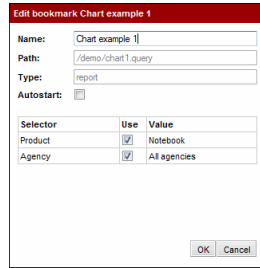 Edit bookmark Chart example 1
Name: Chart example 1
Path: /demo/chart1.query
Type: report
Autostart:
Selector Use Value
Product Notebook
Agency All agencies
OK Cancel